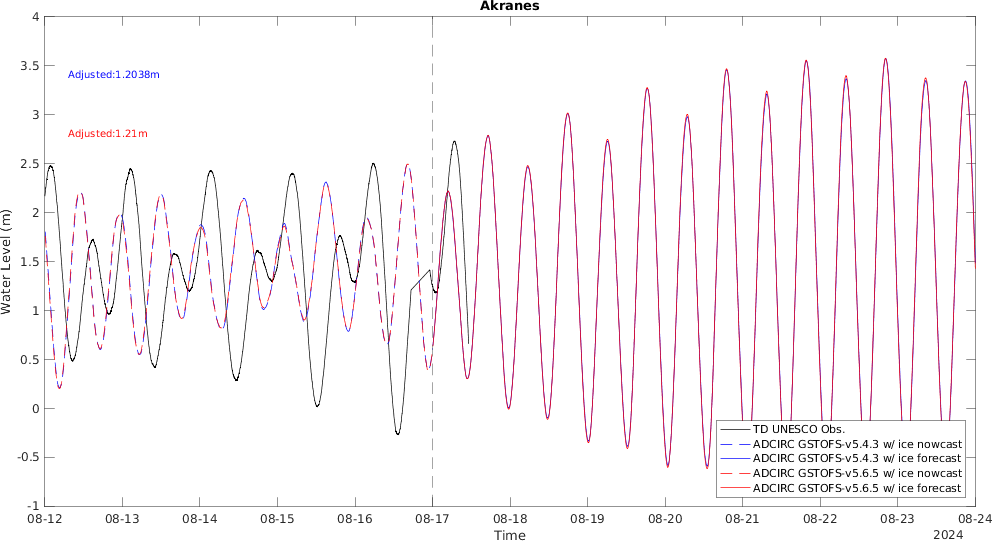 Akranes
4
3.5
3
2.5
2
1.5
1
0.5
0
-0.5
-1
Water Level (m)
Adjusted:1.2038m
Adjusted:1.21m
TD UNESCO Obs.
ADCIRC GSTOFS-v5.4.3 w/ ice nowcast
ADCIRC GSTOFS-v5.4.3 w/ ice forecast
ADCIRC GSTOFS-v5.6.5 w/ ice nowcast
ADCIRC GSTOFS-v5.6.5 w/ ice forecast
08-12 08-13 08-14 08-15 08-16 08-17 08-18 08-19 08-20 08-21 08-22 08-23 08-24
Time
2024